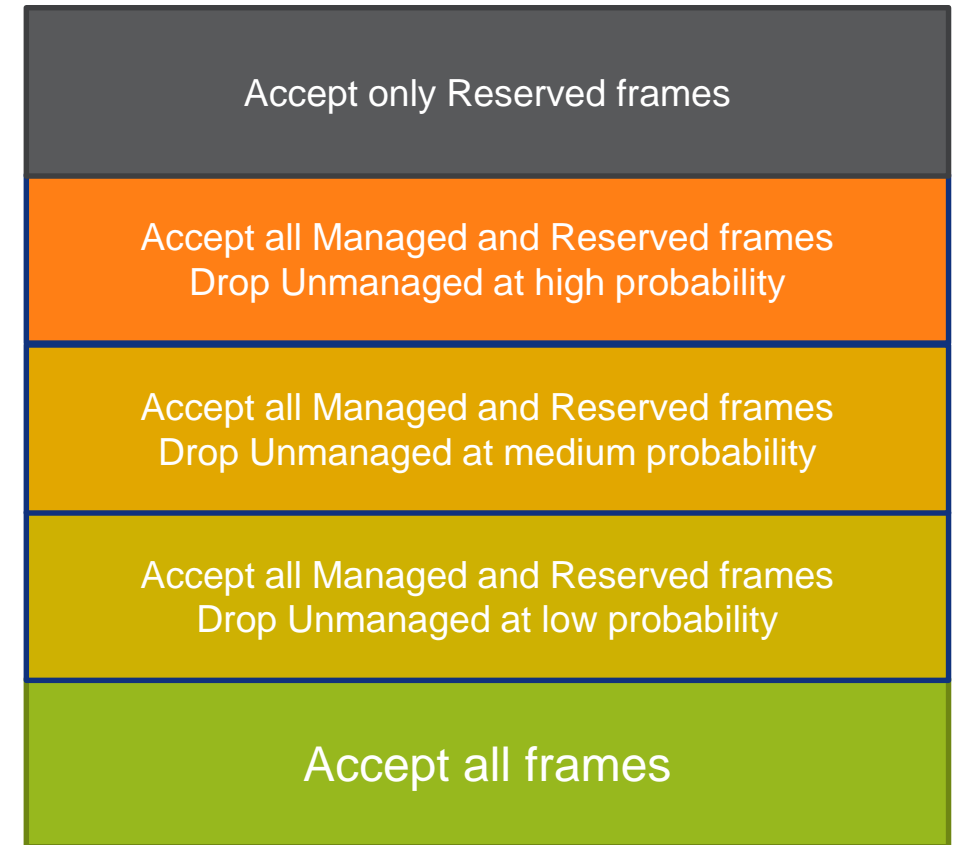 Accept only Reserved frames
Accept all Managed and Reserved frames
Drop Unmanaged at high probability
Accept all Managed and Reserved frames
Drop Unmanaged at medium probability
Accept all Managed and Reserved frames
Drop Unmanaged at low probability
Accept all frames